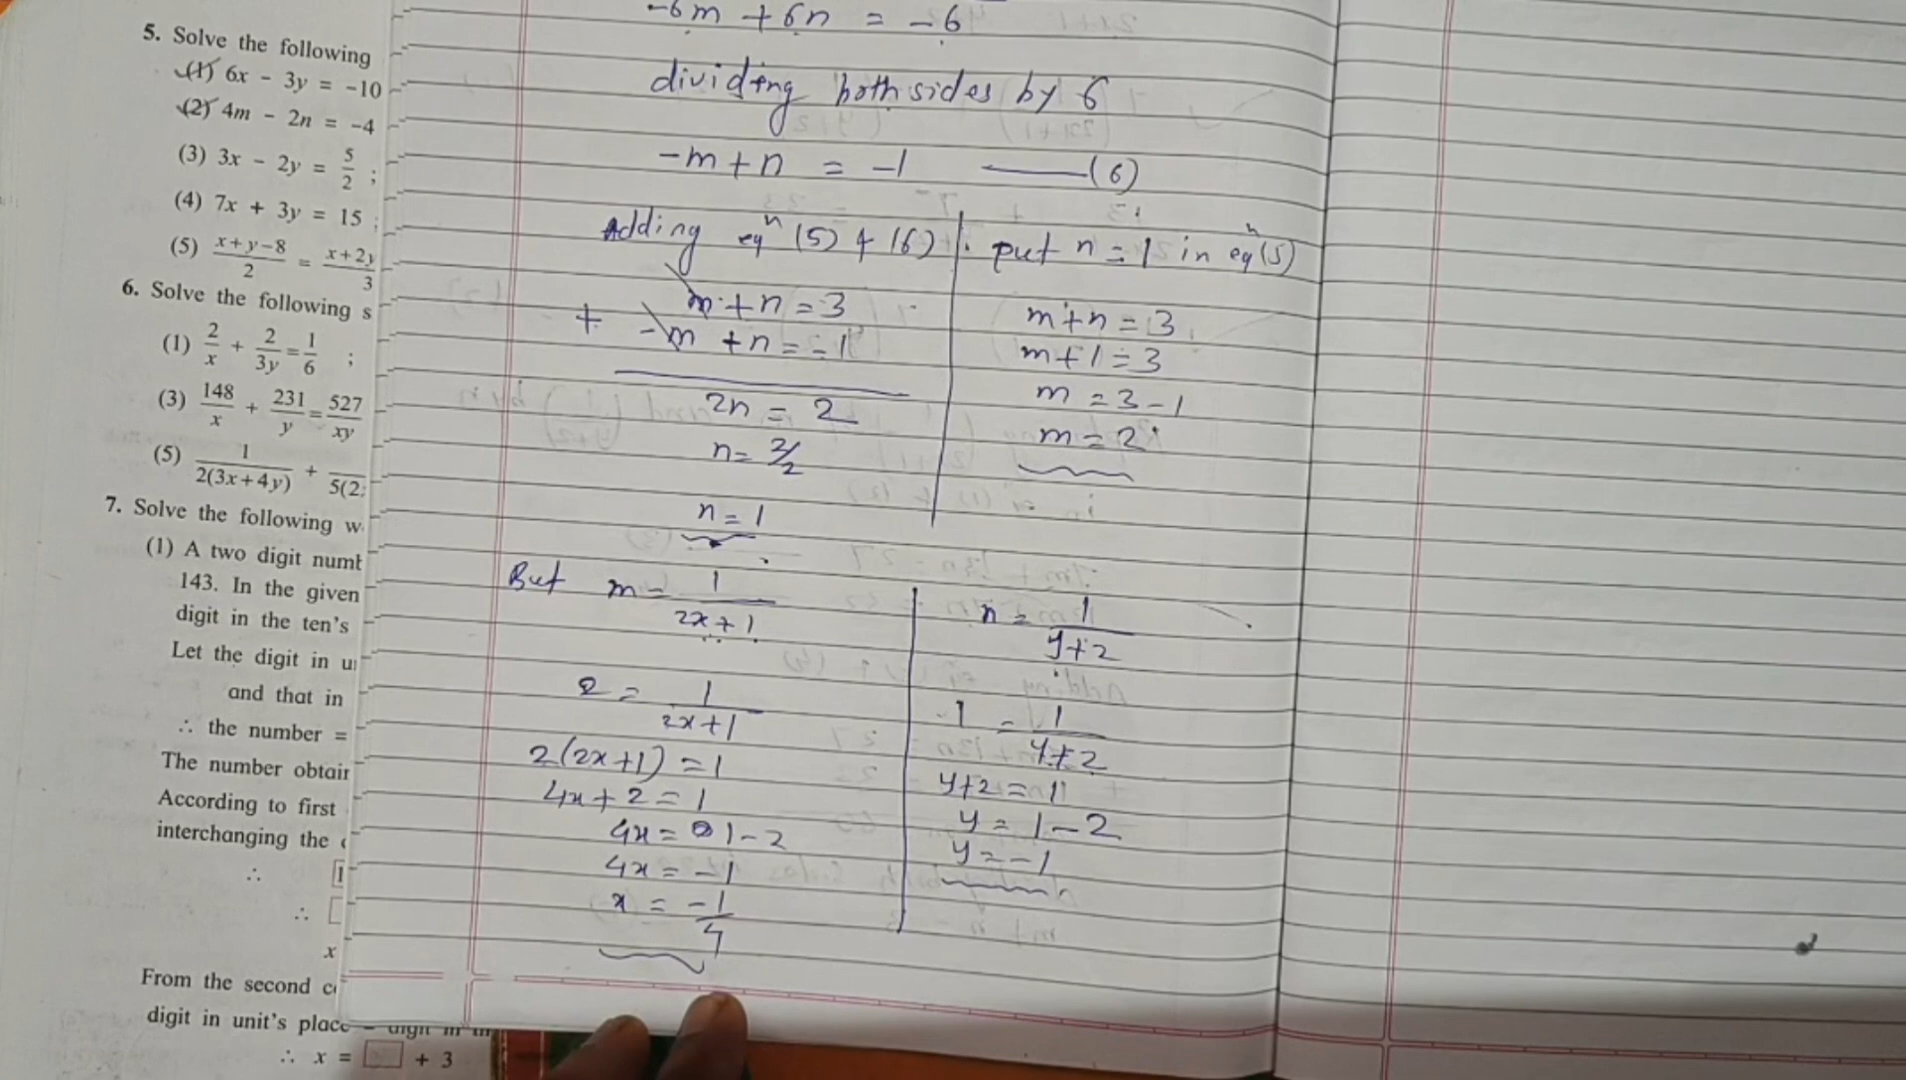 5. Solve the following
(1) 6x - 3y = -10
(2) 4m - 2n = -4
(3) 3x - 2y = 5/2 ;
(4) 7x + 3y = 15 ;
(5) x+y-8/2 = x+2y/3
6. Solve the following s
(1) 2/x + 2/3y = 1/6 ;
(3) 148/x + 231/y = 527/xy
(5) 1/2(3x+4y) + /5(2
7. Solve the following w
(1) A two digit numb
143. In the given
digit in the ten's
Let the digit in u
and that in
∴ the number =
The number obtair
According to first
interchanging the
∴
∴
x
From the second c
digit in unit's place = digit in
∴ x = + 3
-6m + 6n = -6
dividing both sides by 6
-m + n = -1 —(6)
Adding eqⁿ (5) & (6)
m + n = 3
+ -m + n = -1
2n = 2
n = 2/2
n = 1
put n = 1 in eqⁿ(5)
m+n = 3
m+1 = 3
m = 3-1
m = 2
But m = 1/2x+1
2 = 1/2x+1
2(2x+1) = 1
4x + 2 = 1
4x = 1-2
4x = -1
x = -1/4
n = 1/y+2
1 = 1/y+2
y+2 = 1
y = 1-2
y = -1